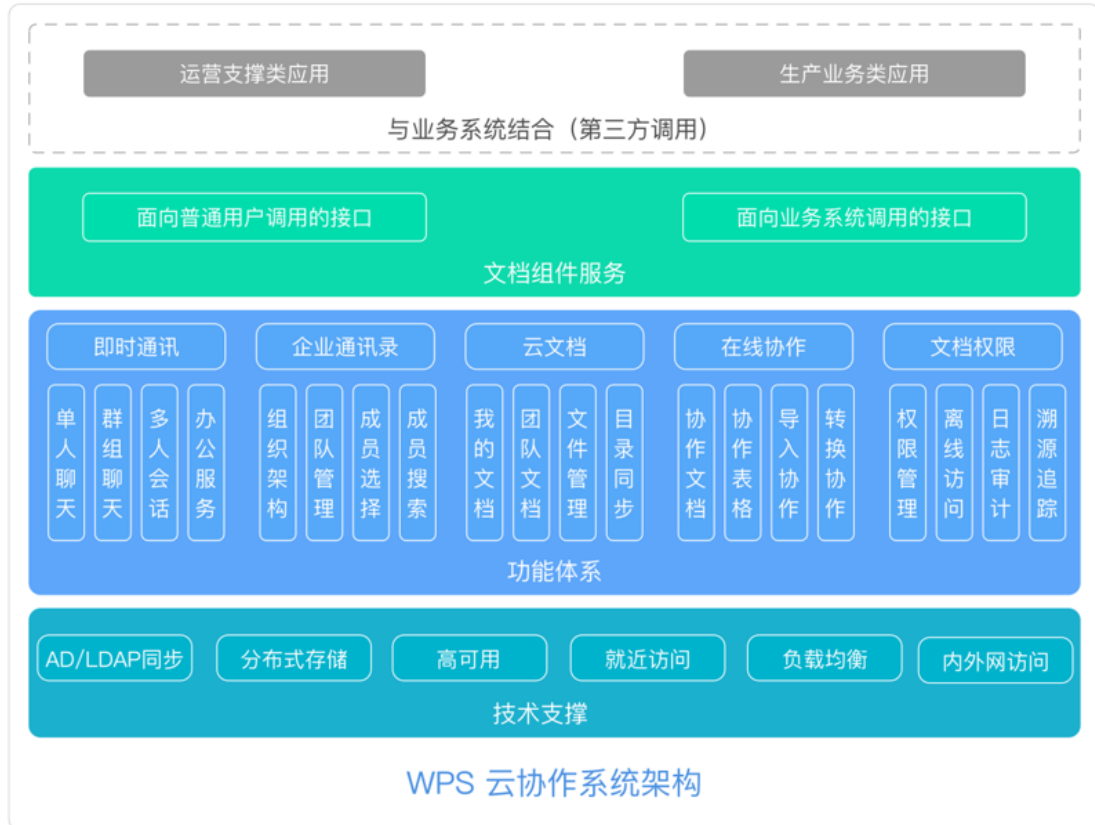 运营支撑类应用
生产业务类应用
与业务系统结合（第三方调用）
面向普通用户调用的接口
面向业务系统调用的接口
文档组件服务
即时通讯
企业通讯录
云文档
在线协作
文档权限
单人聊天
群组聊天
多人会话
办公服务
组织架构
团队管理
成员选择
成员搜索
我的文档
团队文档
文件管理
目录同步
协作文档
协作表格
导入协作
转换协作
权限管理
离线访问
日志审计
溯源追踪
功能体系
AD/LDAP同步
分布式存储
高可用
就近访问
负载均衡
内外网访问
技术支撑
WPS 云协作系统架构